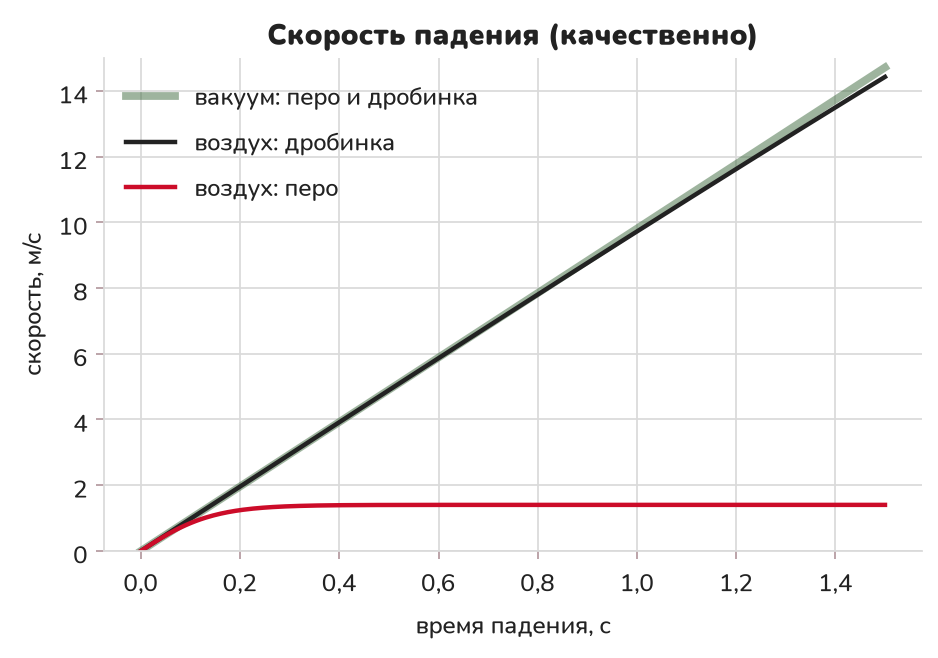 Скорость падения (качественно)
вакуум: перо и дробинка
воздух: дробинка
воздух: перо
скорость, м/с
14
12
10
8
6
4
2
0
0,0 0,2 0,4 0,6 0,8 1,0 1,2 1,4
время падения, с